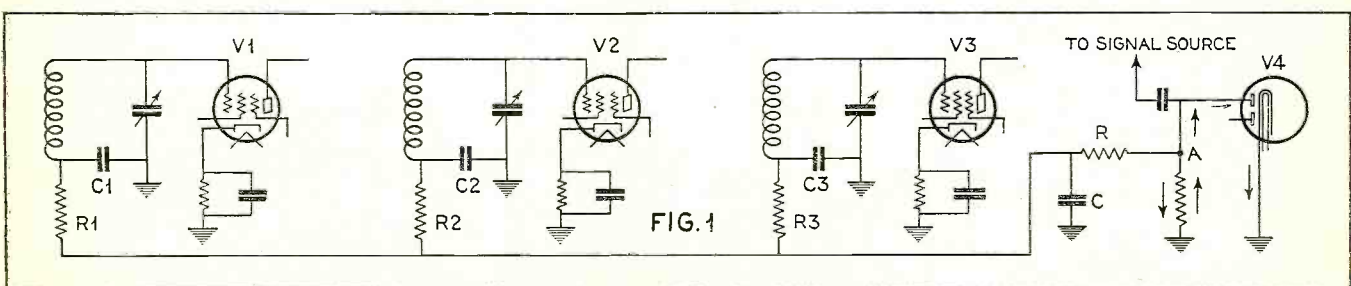 V1
V2
V3
TO SIGNAL SOURCE
V4
C1
C2
C3
R
A
C
R1
R2
R3
FIG.1